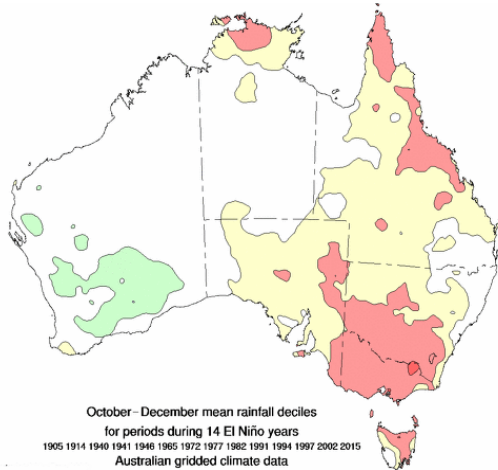 October-December mean rainfall deciles
for periods during 14 El Niño years
1905 1914 1940 1941 1946 1965 1972 1977 1982 1991 1994 1997 2002 2015
Australian gridded climate data